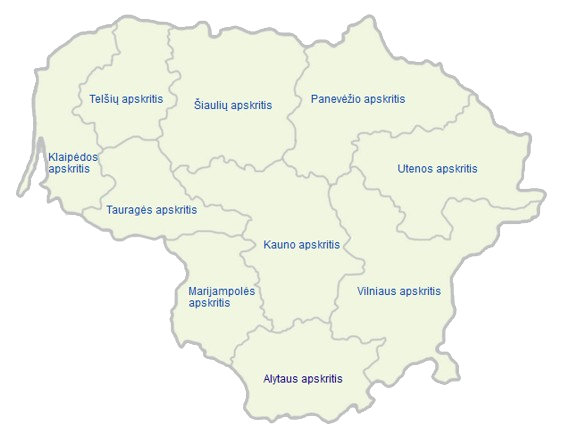 Telšių apskritis
Šiaulių apskritis
Panevėžio apskritis
Klaipėdos
apskritis
Utenos apskritis
Tauragės apskritis
Kauno apskritis
Marijampolės
apskritis
Vilniaus apskritis
Alytaus apskritis